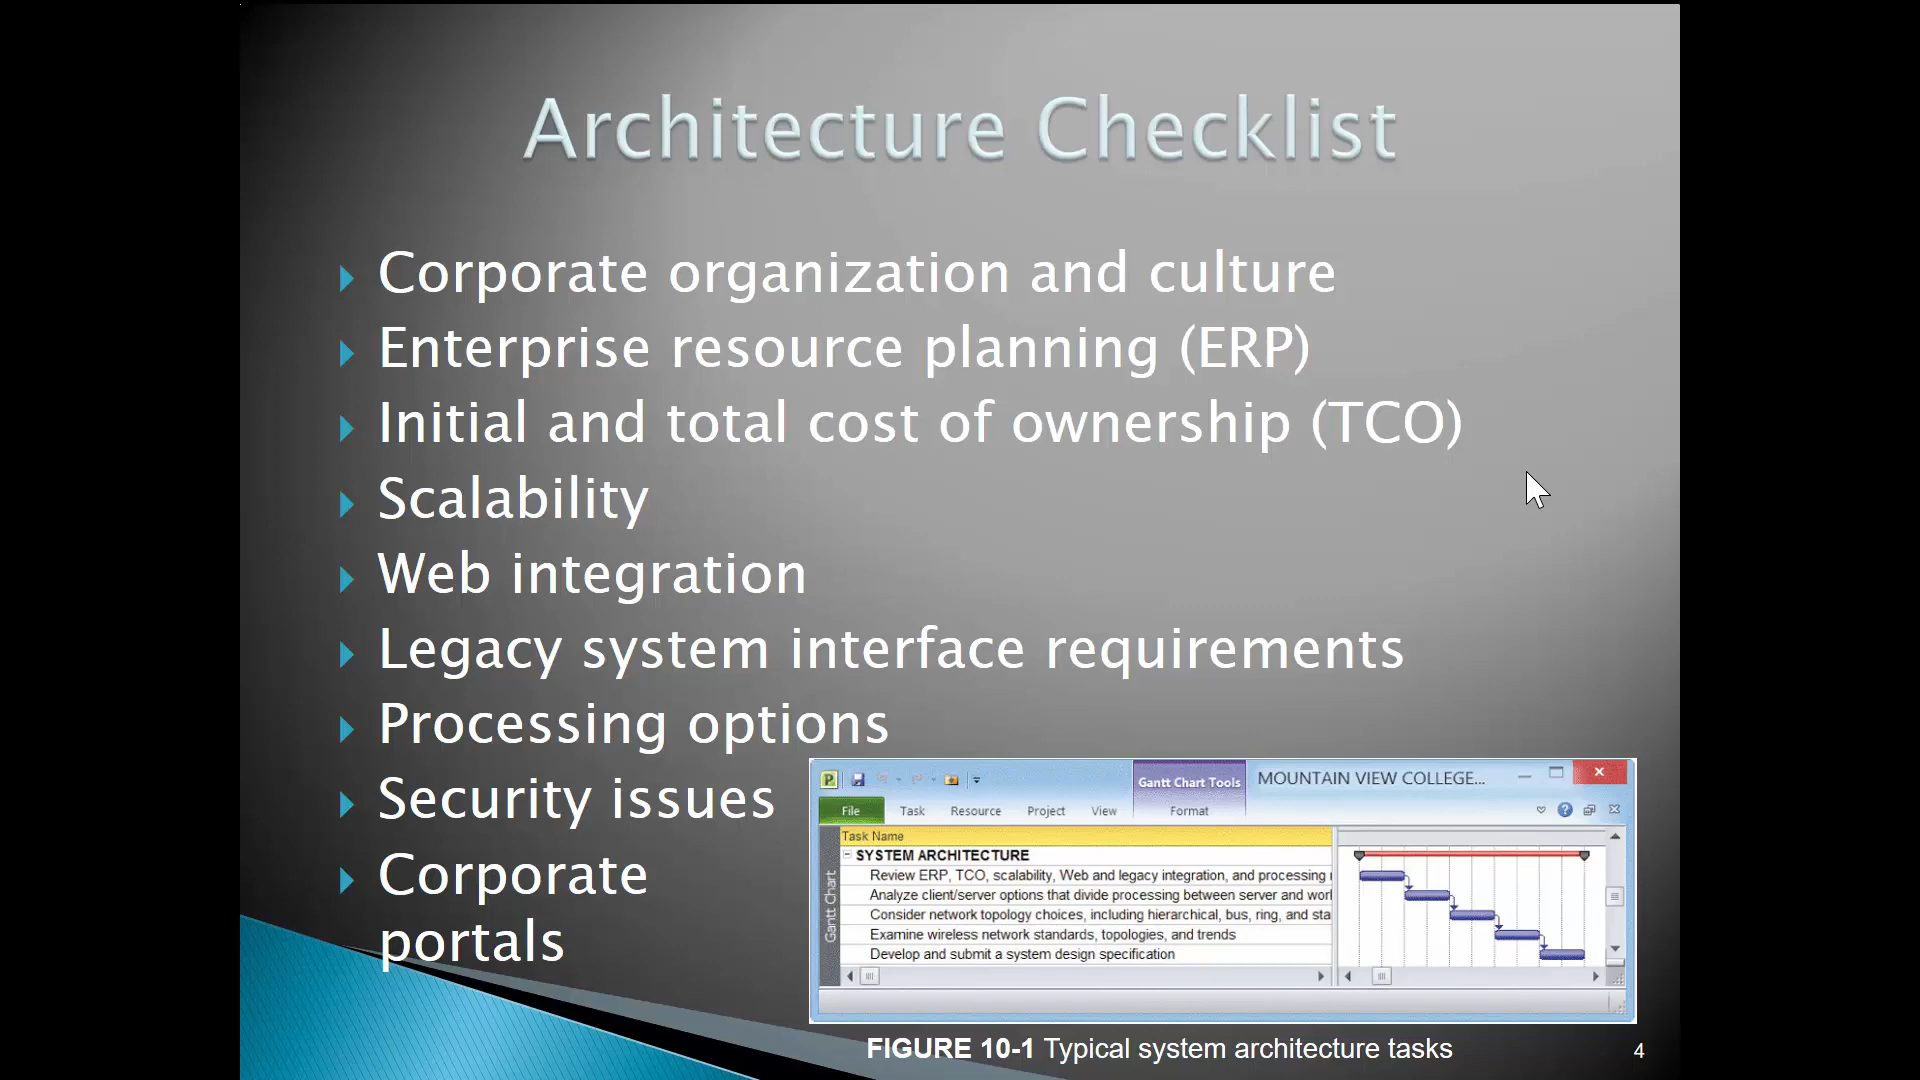 Architecture Checklist
Corporate organization and culture
Enterprise resource planning (ERP)
Initial and total cost of ownership (TCO)
Scalability
Web integration
Legacy system interface requirements
Processing options
Security issues
Corporate
portals
Gantt Chart Tools
MOUNTAIN VIEW COLLEGE...
File Task Resource Project View Format
Task Name
SYSTEM ARCHITECTURE
Review ERP, TCO, scalability, Web and legacy integration, and processing
Analyze client/server options that divide processing between server and
Consider network topology choices, including hierarchical, bus, ring, and
Examine wireless network standards, topologies, and trends
Develop and submit a system design specification
Gantt Chart
FIGURE 10-1 Typical system architecture tasks
4